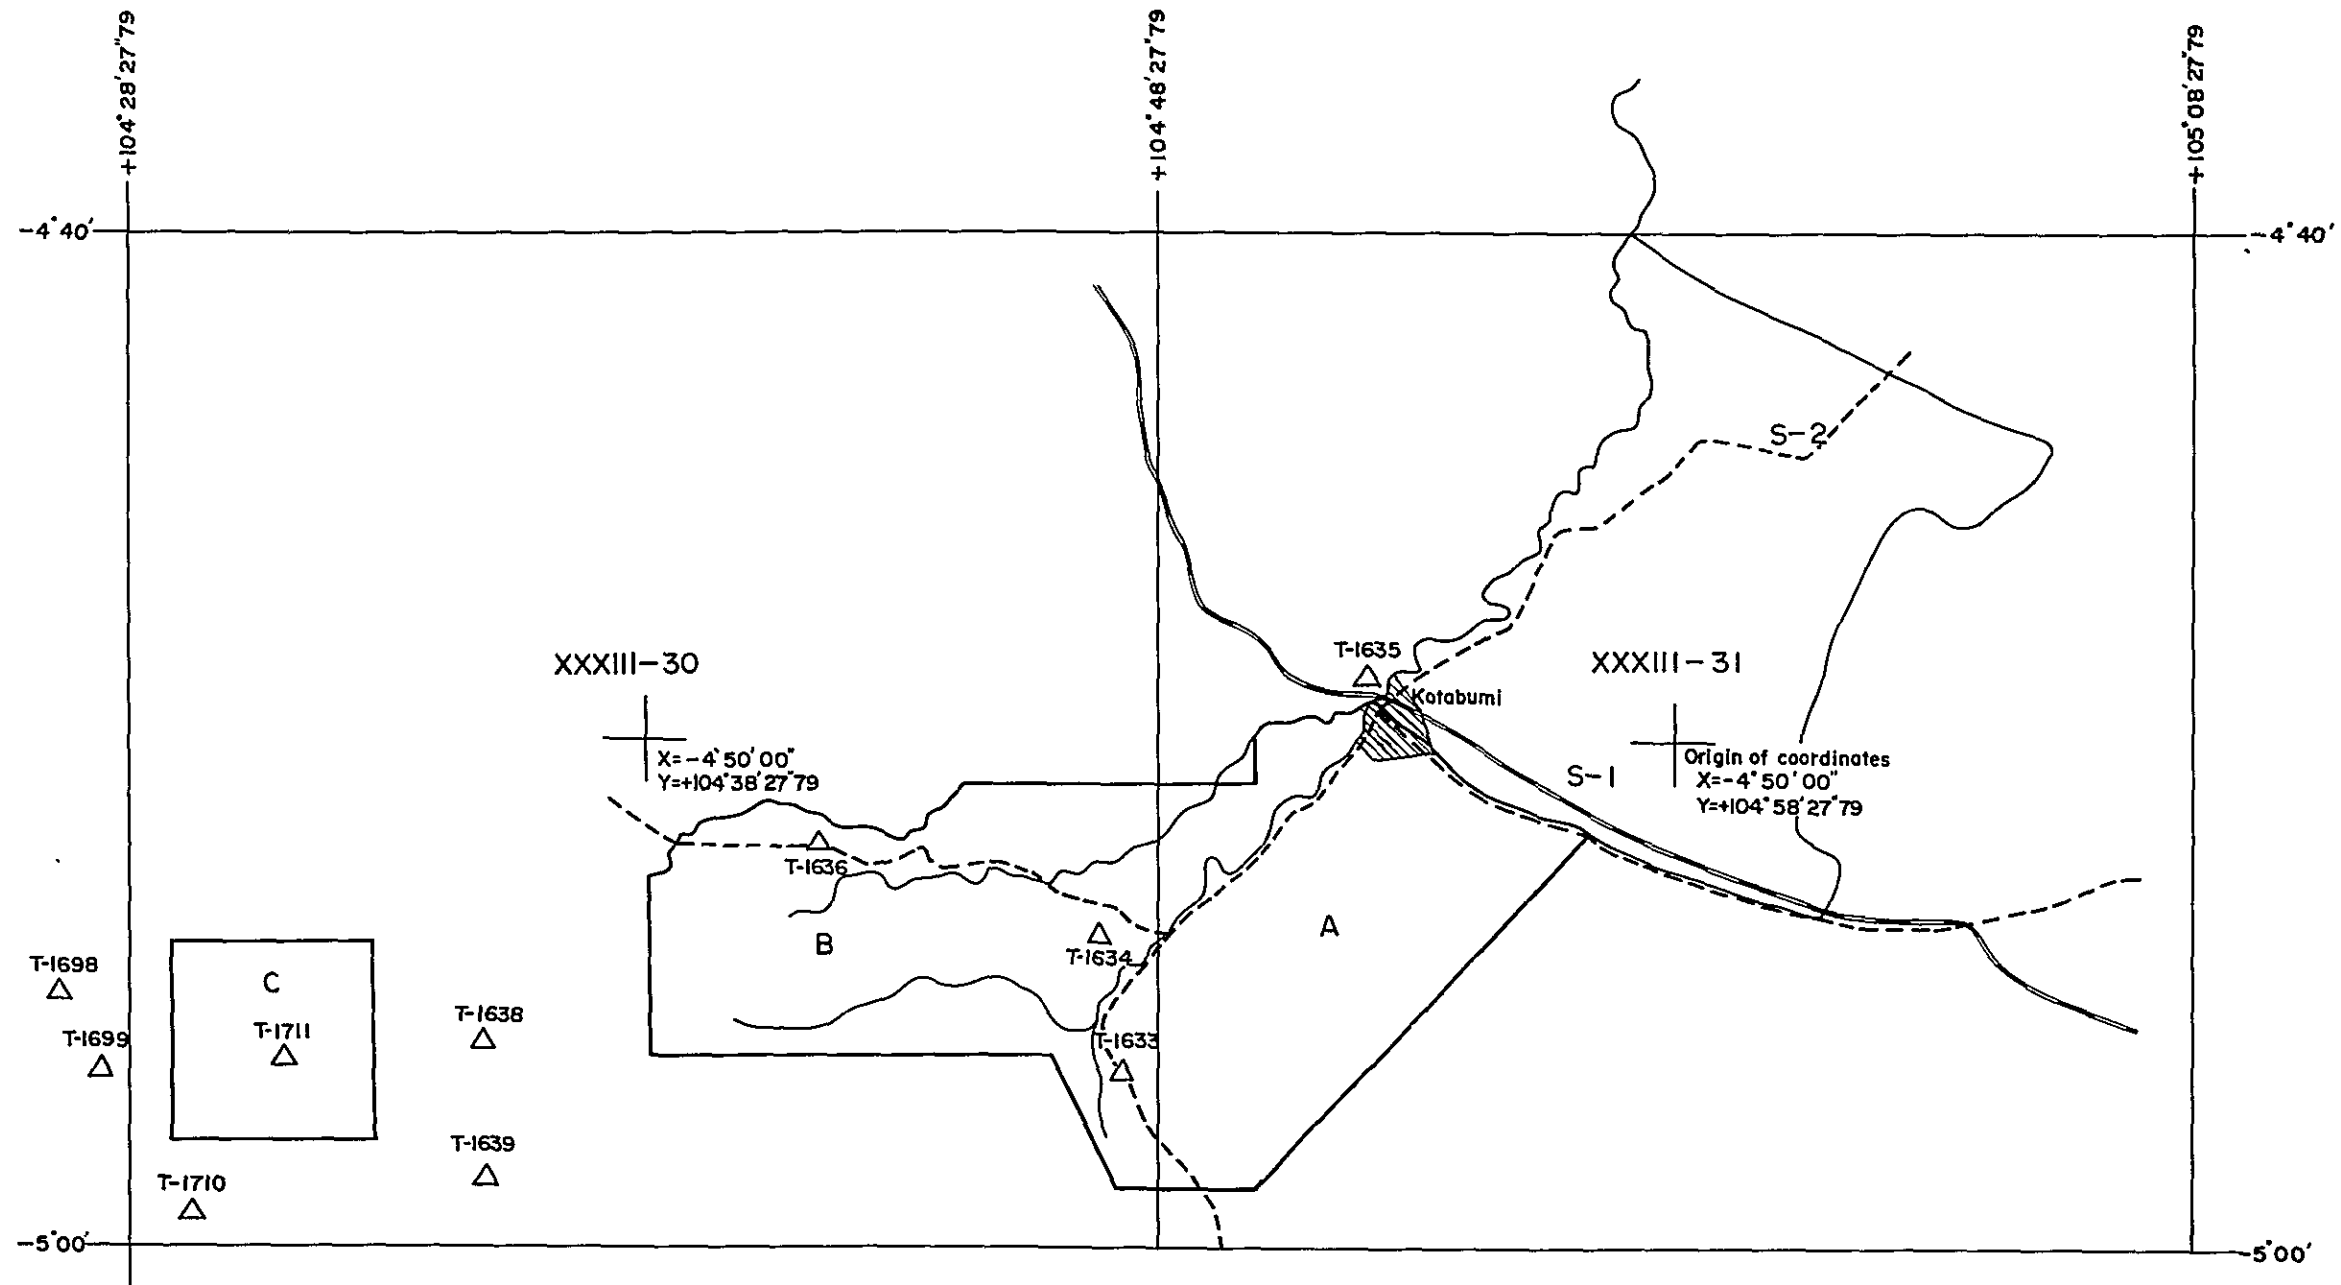 +104°28'27"79
+104°48'27"79
+105°08'27"79
-4°40'
-4°40'
S-2
T-1635
XXXIII-30
XXXIII-31
Kotabumi
X=-4°50'00"
Y=+104°38'27"79
Origin of coordinates
X=-4°50'00"
Y=+104°58'27"79
S-1
T-1636
A
B
T-1634
T-1698
C
T-1638
T-1711
T-1699
T-1633
T-1639
T-1710
-5°00'
-5°00'